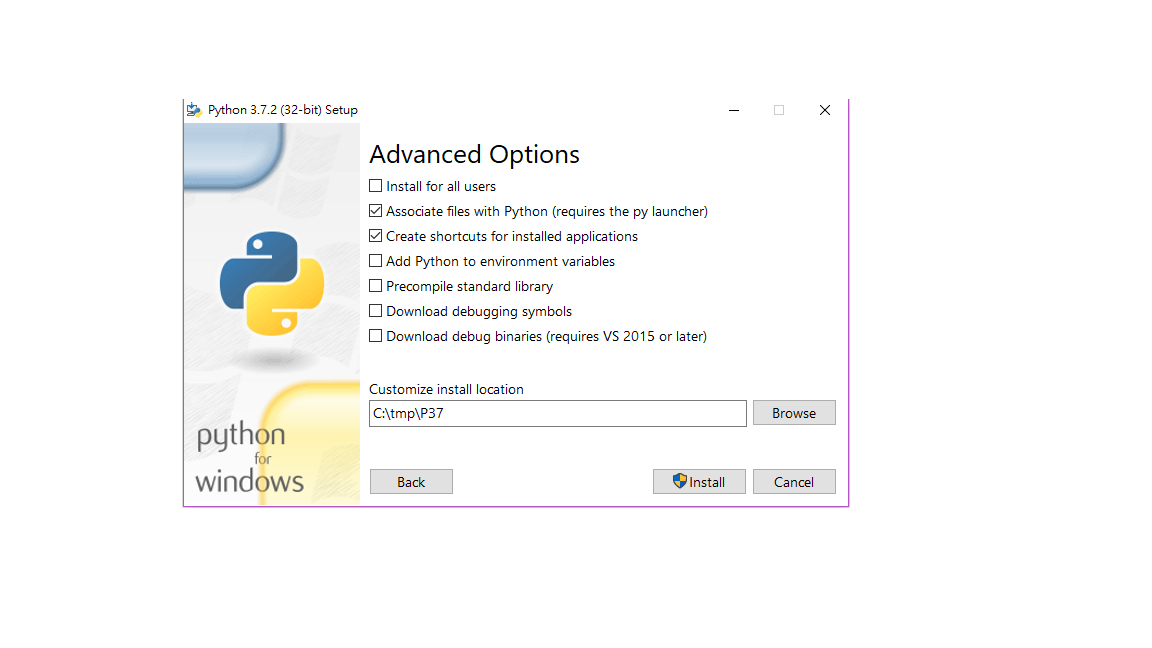 Python 3.7.2 (32-bit) Setup
Advanced Options
Install for all users
Associate files with Python (requires the py launcher)
Create shortcuts for installed applications
Add Python to environment variables
Precompile standard library
Download debugging symbols
Download debug binaries (requires VS 2015 or later)
Customize install location
C:\tmp\P37
Browse
python
for
windows
Back
Install
Cancel